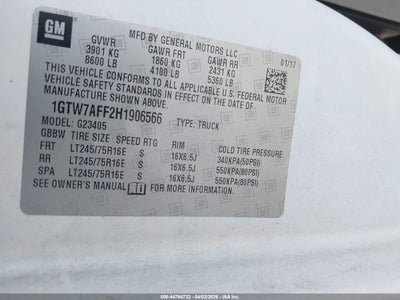 GM
MFD BY GENERAL MOTORS LLC
01/17
GVWR GAWR FRT GAWR RR
3901 KG 1860 KG 2431 KG
8600 LB 4100 LB 5360 LB
THIS VEHICLE CONFORMS TO ALL APPLICABLE U.S. FEDERAL MOTOR
VEHICLE SAFETY STANDARDS IN EFFECT ON THE DATE OF
MANUFACTURE SHOWN ABOVE.
1GTW7AFF2H1906566 TYPE: TRUCK
MODEL: G23405
GBBW TIRE SIZE SPEED RTG RIM COLD TIRE PRESSURE
FRT LT245/75R16E S 16X6.5J 340KPA(50PSI)
RR LT245/75R16E S 16X6.5J 550KPA(80PSI)
SPA LT245/75R16E S 16X6.5J 550KPA(80PSI)
SEE OWNER'S MANUAL FOR MORE INFORMATION.
500-44764732 - 04/02/2026 - IAA, Inc.